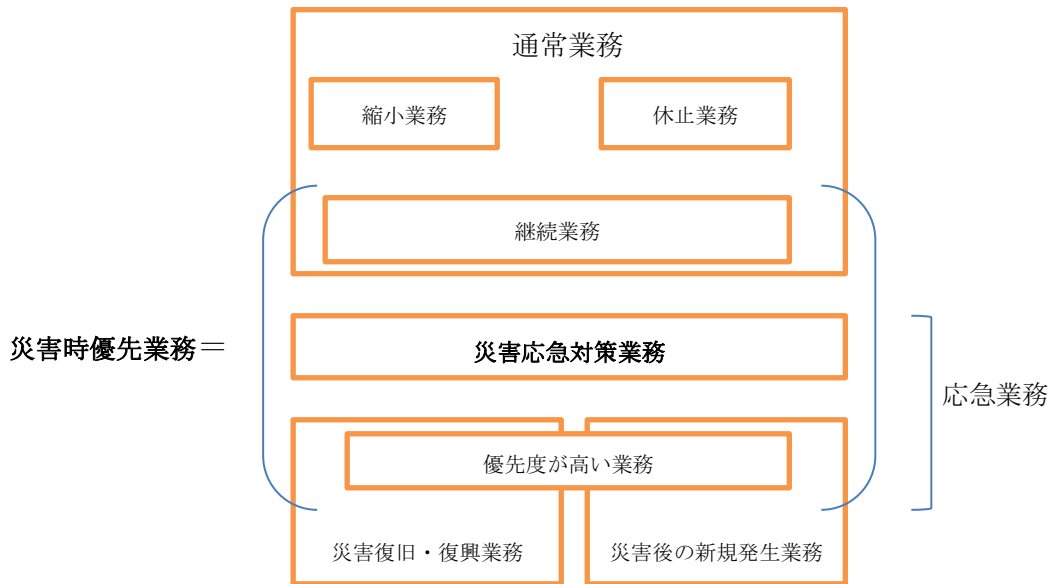 通常業務
縮小業務
休止業務
継続業務
災害時優先業務＝
災害応急対策業務
応急業務
優先度が高い業務
災害復旧・復興業務
災害後の新規発生業務